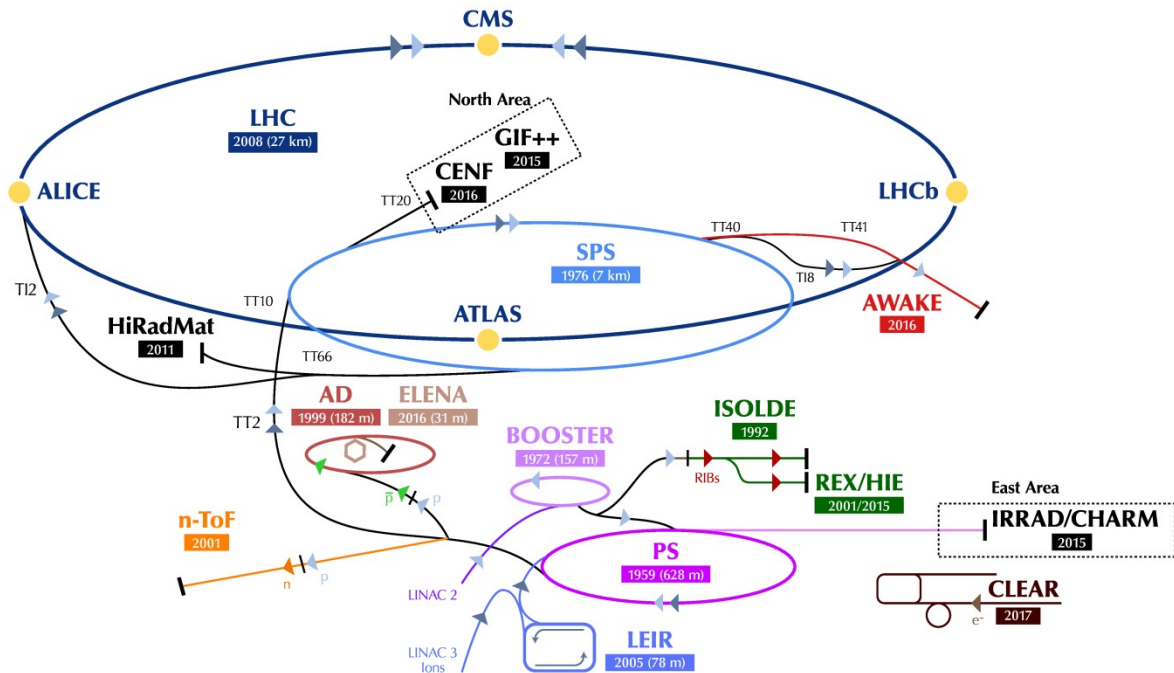 CMS
North Area
LHC
2008 (27 km)
GIF++
2015
CENF
2016
ALICE
LHCb
TT20
TT40
TT41
SPS
1976 (7 km)
TI2
TT10
TI8
ATLAS
AWAKE
2016
HiRadMat
2011
TT66
AD
1999 (182 m)
ELENA
2016 (31 m)
TT2
ISOLDE
1992
BOOSTER
1972 (157 m)
RIBs
REX/HIE
2001/2015
p̅
p
East Area
n-ToF
2001
IRRAD/CHARM
2015
n
p
PS
1959 (628 m)
LINAC 2
CLEAR
2017
e⁻
LINAC 3
Ions
LEIR
2005 (78 m)